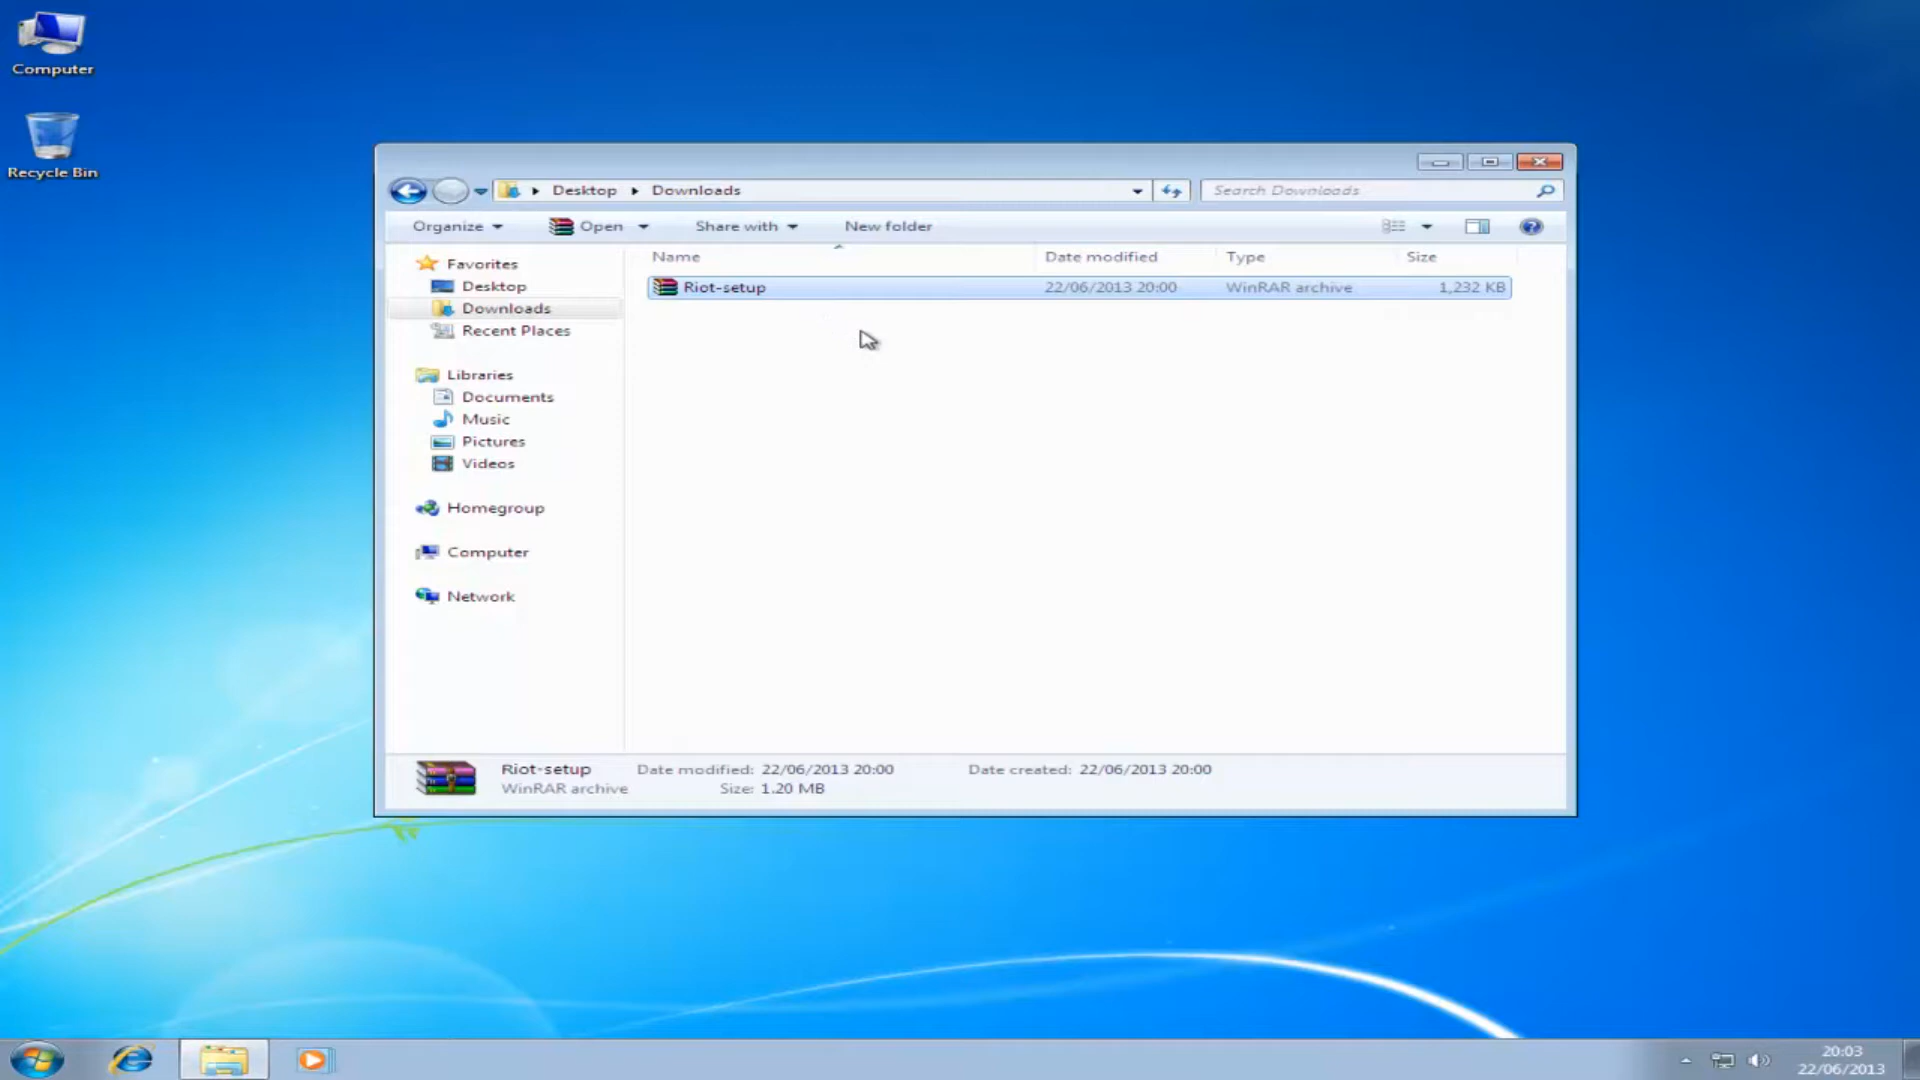 Computer
Recycle Bin
Desktop Downloads
Search Downloads
Organize Open Share with New folder
Name Date modified Type Size
Favorites
Desktop
Downloads
Recent Places
Libraries
Documents
Music
Pictures
Videos
Homegroup
Computer
Network
Riot-setup 22/06/2013 20:00 WinRAR archive 1,232 KB
Riot-setup Date modified: 22/06/2013 20:00 Date created: 22/06/2013 20:00
WinRAR archive Size: 1.20 MB
20:03
22/06/2013